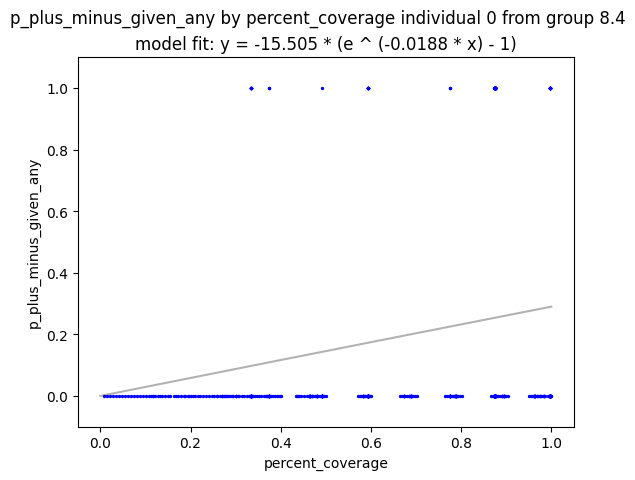 p_plus_minus_given_any by percent_coverage individual 0 from group 8.4
model fit: y = -15.505 * (e ^ (-0.0188 * x) - 1)
1.0
0.8
0.6
0.4
0.2
0.0
p_plus_minus_given_any
0.0 0.2 0.4 0.6 0.8 1.0
percent_coverage